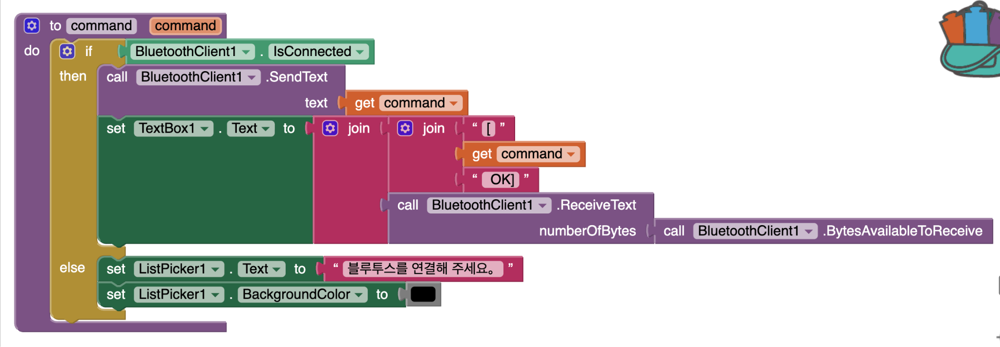 to command command
do if BluetoothClient1 . IsConnected
then call BluetoothClient1 .SendText
text get command
set TextBox1 . Text to join join “ [ ”
get command
“ OK] ”
call BluetoothClient1 .ReceiveText
numberOfBytes call BluetoothClient1 .BytesAvailableToReceive
else set ListPicker1 . Text to “ 블루투스를 연결해 주세요。 ”
set ListPicker1 . BackgroundColor to